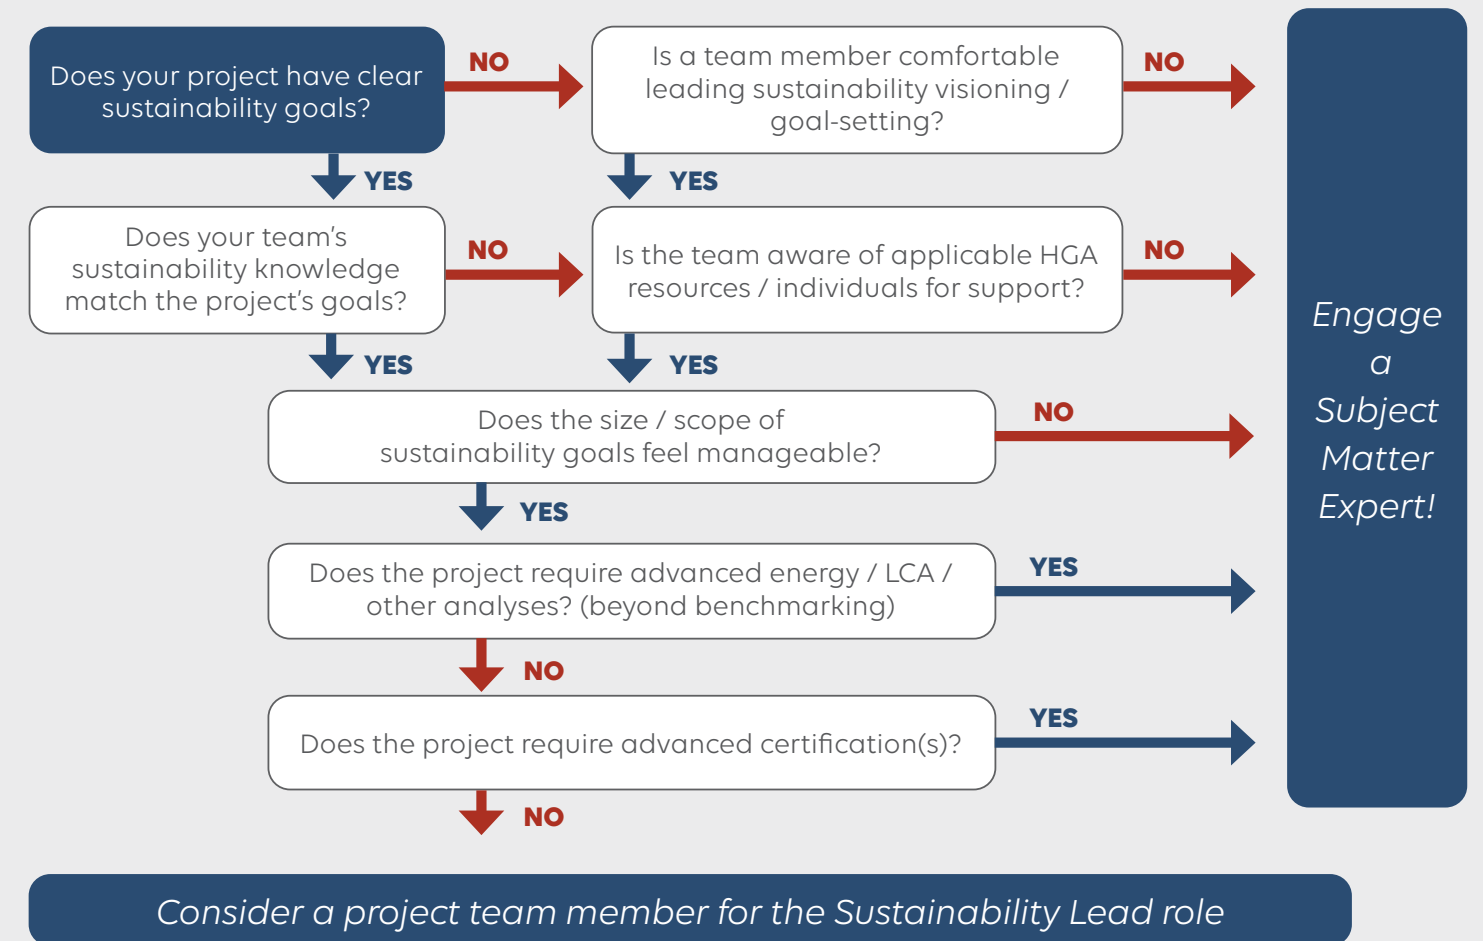 Does your project have clear
sustainability goals?
NO
Is a team member comfortable
leading sustainability visioning /
goal-setting?
NO
YES
YES
Does your team's
sustainability knowledge
match the project's goals?
NO
Is the team aware of applicable HGA
resources / individuals for support?
NO
YES
YES
Does the size / scope of
sustainability goals feel manageable?
NO
YES
Does the project require advanced energy / LCA /
other analyses? (beyond benchmarking)
YES
NO
Does the project require advanced certification(s)?
YES
NO
Engage
a
Subject
Matter
Expert!
Consider a project team member for the Sustainability Lead role